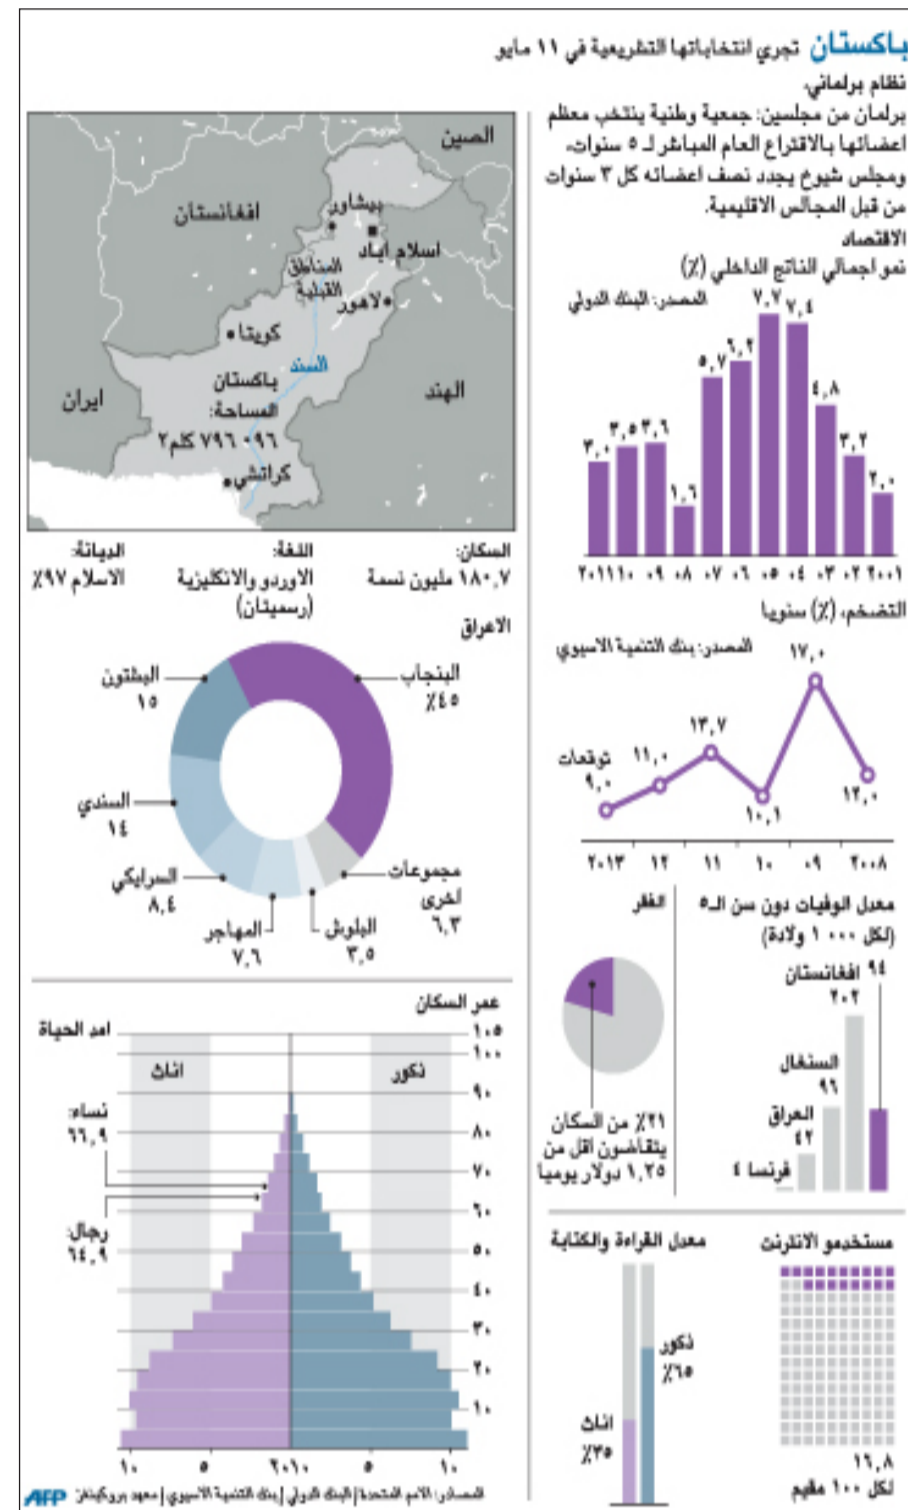 باكستان تجري انتخاباتها التشريعية في ١١ مايو
نظام برلماني.
برلمان من مجلسين: جمعية وطنية ينتخب معظم
اعضائها بالاقتراع العام المباشر لـ ٥ سنوات،
ومجلس شيوخ يجدد نصف اعضائه كل ٣ سنوات
من قبل المجالس الاقليمية.
الاقتصاد
نمو اجمالي الناتج الداخلي (٪)
المصدر: البنك الدولي
٣,٠ ٣,٥ ٣,٦ ١,٦ ٥,٧ ٦,٢ ٧,٧ ٧,٤ ٤,٨ ٣,٢ ٢,٠
٢٠١١ ١٠ ٠٩ ٠٨ ٠٧ ٠٦ ٠٥ ٠٤ ٠٣ ٠٢ ٢٠٠١
التضخم، (٪) سنويا
المصدر: بنك التنمية الاسيوي
توقعات
٩,٠ ١١,٠ ١٣,٧ ١٠,١ ١٧,٠ ١٢,٠
٢٠١٣ ١٢ ١١ ١٠ ٠٩ ٢٠٠٨
معدل الوفيات دون سن الـ٥
(لكل ١٠٠٠ ولادة)
٩٤
افغانستان
٢٠٢
السنغال
٩٦
العراق
٤٢
فرنسا ٤
الفقر
٢١٪ من السكان
يتقاضون أقل من
١,٢٥ دولار يوميا
مستخدمو الانترنت
١٦,٨
لكل ١٠٠ مقيم
معدل القراءة والكتابة
ذكور
٦٥٪
اناث
٣٥٪
الصين
افغانستان
بيشاور
اسلام اباد
المناطق
القبلية
لاهور
كويتا
السند
باكستان
المساحة:
٧٩٦ ٠٩٦ كلم٢
كراتشي
ايران
الهند
السكان:
١٨٠,٧ مليون نسمة
اللغة:
الاوردو والانكليزية
(رسميتان)
الديانة:
الاسلام ٩٧٪
الاعراق
البنجاب
٤٥٪
البشتون
١٥
السندي
١٤
السرايكي
٨,٤
المهاجر
٧,٦
البلوش
٣,٥
مجموعات
اخرى
٦,٣
عمر السكان
امد الحياة
ذكور
اناث
نساء:
٦٦,٩
رجال:
٦٤,٩
١٠٥
١٠٠
٩٠
٨٠
٧٠
٦٠
٥٠
٤٠
٣٠
٢٠
١٠
١٠ ٥ ٢٠١٠ ٥ ١٠
المصادر: الامم المتحدة | البنك الدولي | بنك التنمية الاسيوي | معهد بروكينغز
AFP